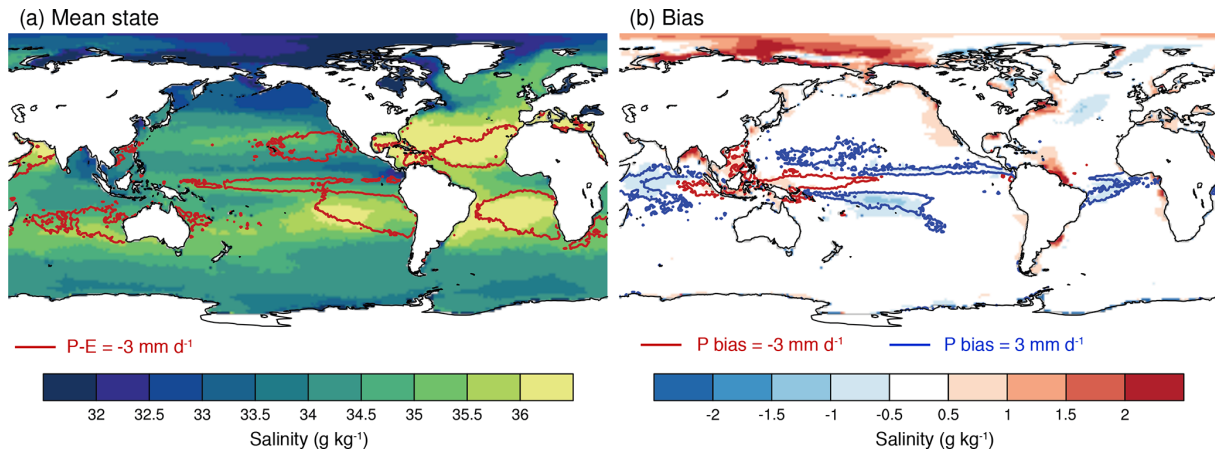 (a) Mean state
(b) Bias
P-E = -3 mm d⁻¹
P bias = -3 mm d⁻¹
P bias = 3 mm d⁻¹
32 32.5 33 33.5 34 34.5 35 35.5 36
Salinity (g kg⁻¹)
-2 -1.5 -1 -0.5 0.5 1 1.5 2
Salinity (g kg⁻¹)